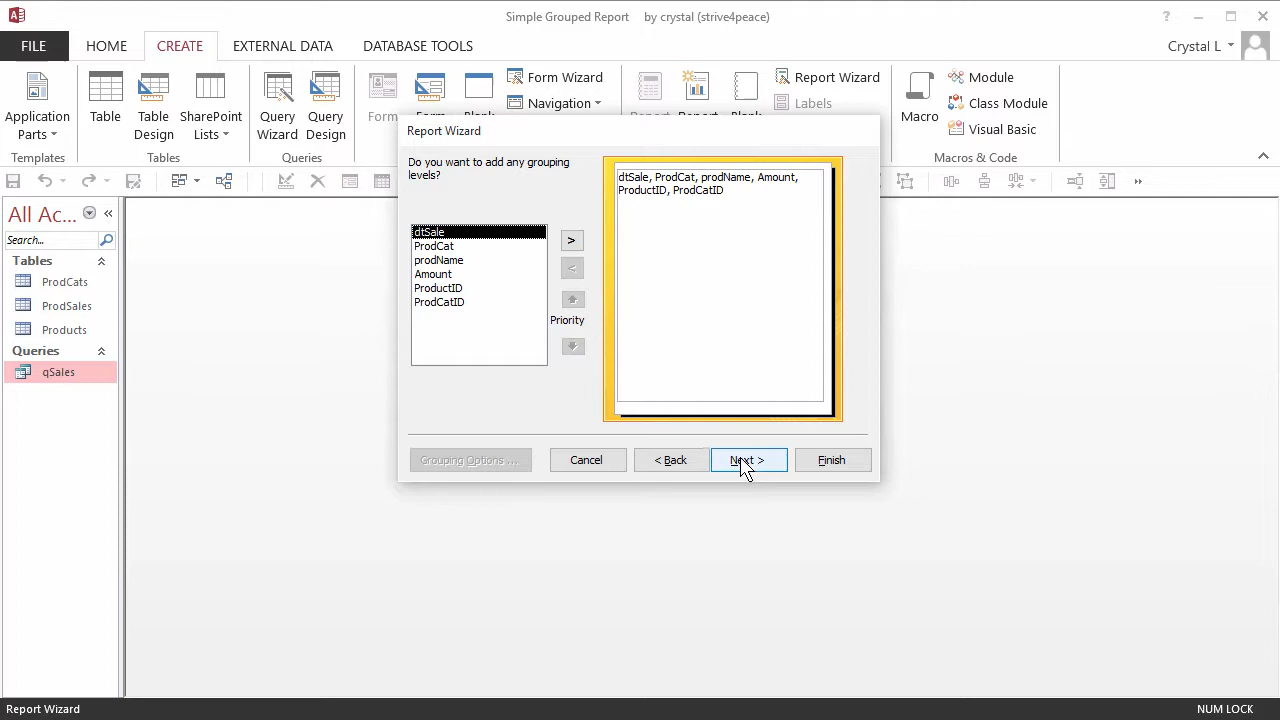 Simple Grouped Report by crystal (strive4peace)
?
FILE HOME CREATE EXTERNAL DATA DATABASE TOOLS Crystal L
Application Parts
Table
Table Design
SharePoint Lists
Query Wizard
Query Design
Form Wizard
Navigation
Report Wizard
Labels
Macro
Module
Class Module
Visual Basic
Templates
Tables
Queries
Macros & Code
All Ac...
Search...
Tables
ProdCats
ProdSales
Products
Queries
qSales
Report Wizard
Do you want to add any grouping
levels?
dtSale
ProdCat
prodName
Amount
ProductID
ProdCatID
>
<
Priority
dtSale, ProdCat, prodName, Amount,
ProductID, ProdCatID
Grouping Options ...
Cancel
< Back
Next >
Finish
Report Wizard
NUM LOCK